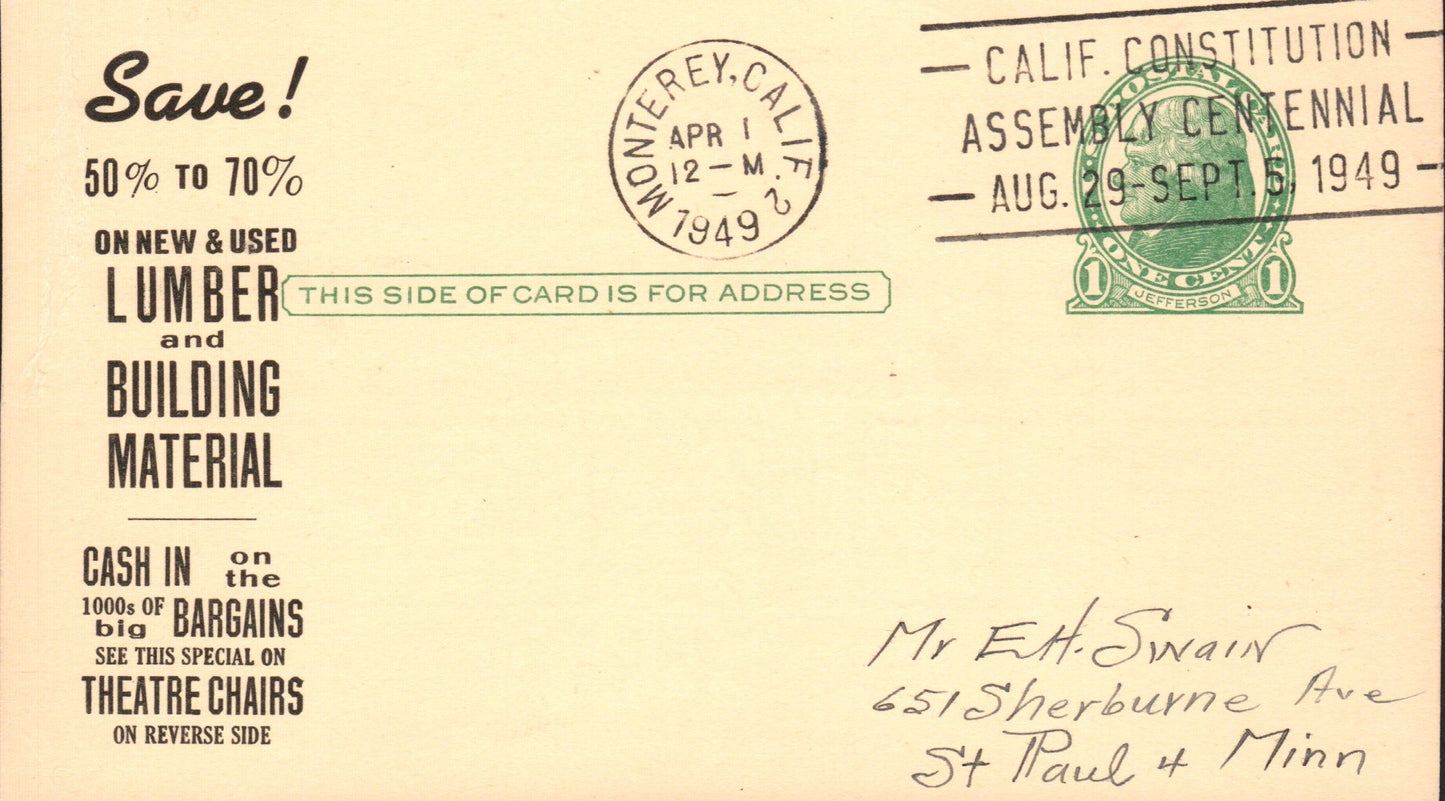 Save!
50% TO 70%
ON NEW & USED
LUMBER
and
BUILDING
MATERIAL
CASH IN on the
1000s OF big BARGAINS
SEE THIS SPECIAL ON
THEATRE CHAIRS
ON REVERSE SIDE
MONTEREY, CALIF. 2
APR 1
12 - M
1949
— CALIF. CONSTITUTION —
ASSEMBLY CENTENNIAL
— AUG. 29-SEPT. 5, 1949 —
POSTAL CARD
ONE CENT
1 JEFFERSON 1
THIS SIDE OF CARD IS FOR ADDRESS
Mr E.H. Swain
651 Sherburne Ave
St Paul 4 Minn